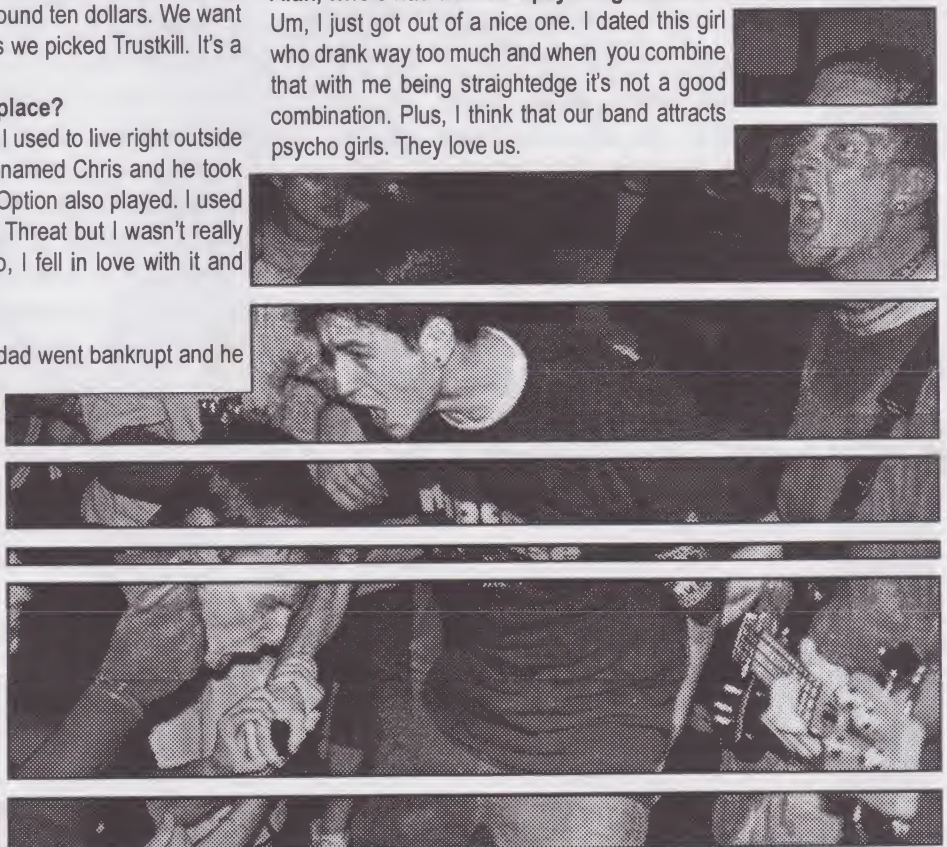 ound ten dollars. We want
s we picked Trustkill. It's a
place?
I used to live right outside
named Chris and he took
Option also played. I used
Threat but I wasn't really
o, I fell in love with it and
dad went bankrupt and he
Um, I just got out of a nice one. I dated this girl
who drank way too much and when you combine
that with me being straightedge it's not a good
combination. Plus, I think that our band attracts
psycho girls. They love us.